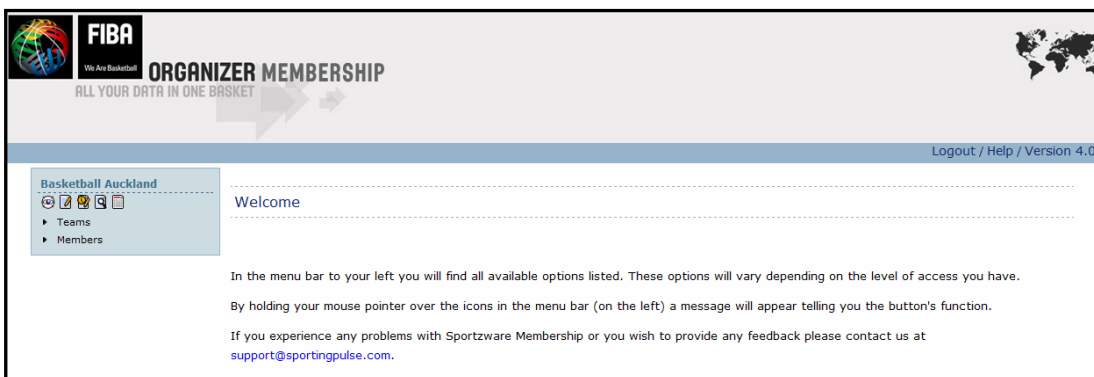 FIBA
We Are Basketball
ORGANIZER MEMBERSHIP
ALL YOUR DATA IN ONE BASKET
Logout / Help / Version 4.0
Basketball Auckland
Teams
Members
Welcome
In the menu bar to your left you will find all available options listed. These options will vary depending on the level of access you have.
By holding your mouse pointer over the icons in the menu bar (on the left) a message will appear telling you the button's function.
If you experience any problems with Sportzware Membership or you wish to provide any feedback please contact us at
support@sportingpulse.com.